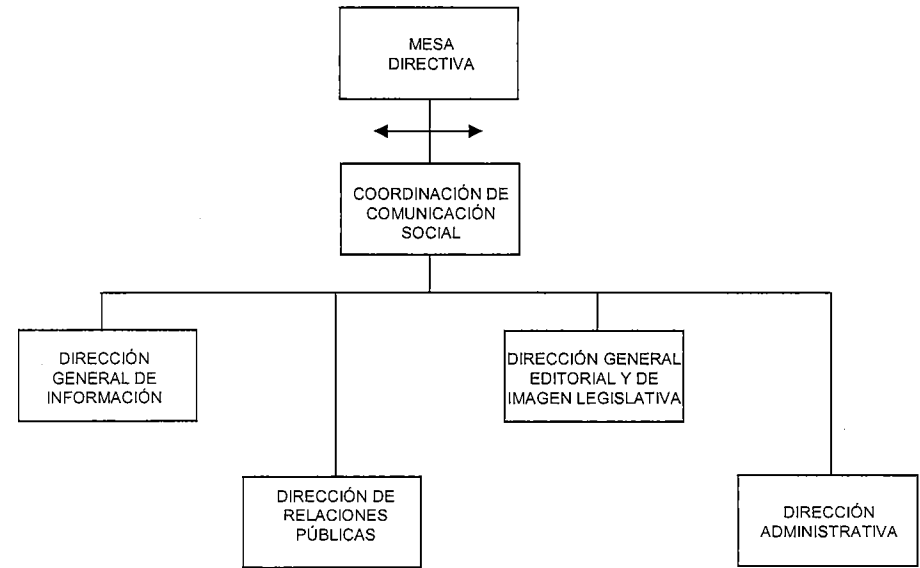 MESA
DIRECTIVA
COORDINACIÓN DE
COMUNICACIÓN
SOCIAL
DIRECCIÓN
GENERAL DE
INFORMACIÓN
DIRECCIÓN GENERAL
EDITORIAL Y DE
IMAGEN LEGISLATIVA
DIRECCIÓN DE
RELACIONES
PÚBLICAS
DIRECCIÓN
ADMINISTRATIVA